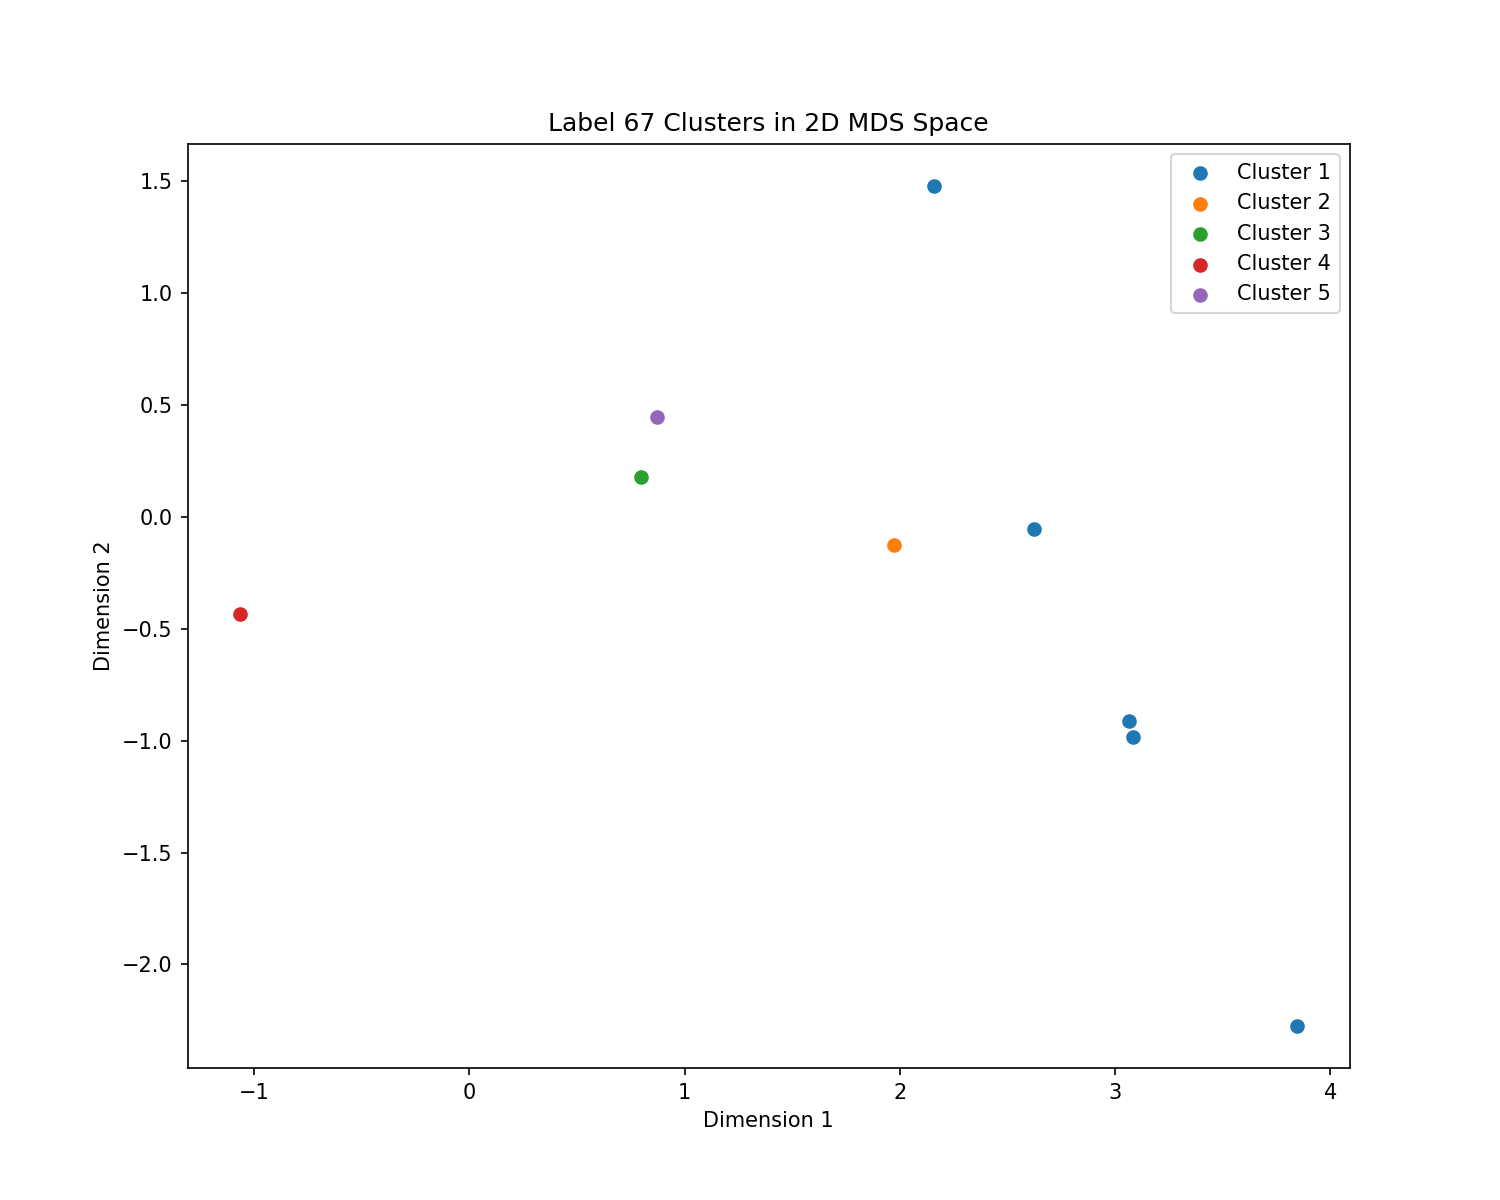 Label 67 Clusters in 2D MDS Space
Cluster 1
Cluster 2
Cluster 3
Cluster 4
Cluster 5
1.5
1.0
0.5
0.0
−0.5
−1.0
−1.5
−2.0
Dimension 2
−1
0
1
2
3
4
Dimension 1